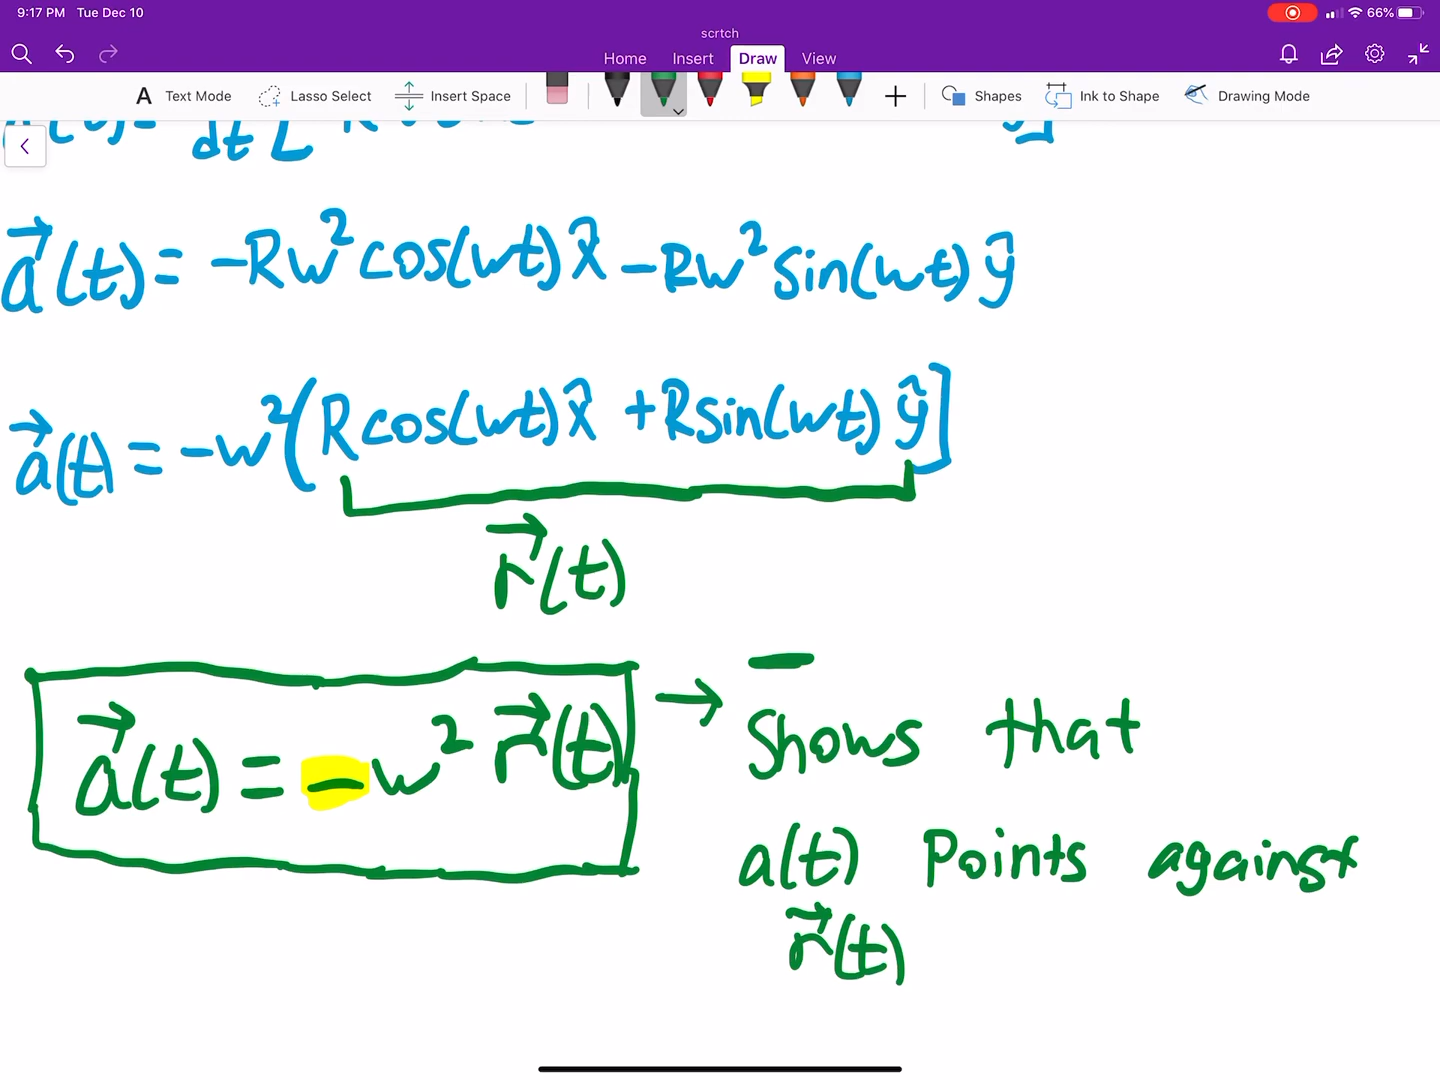 9:17 PM Tue Dec 10
66%
scrtch
Home Insert Draw View
Text Mode Lasso Select Insert Space Shapes Ink to Shape Drawing Mode
dt
a⃗(t) = -Rw² cos(wt) x̂ - Rw² sin(wt) ŷ
a⃗(t) = -w² (R cos(wt) x̂ + R sin(wt) ŷ]
r⃗(t)
a⃗(t) = -w² r⃗(t) → -
Shows that
a(t) Points against
r⃗(t)